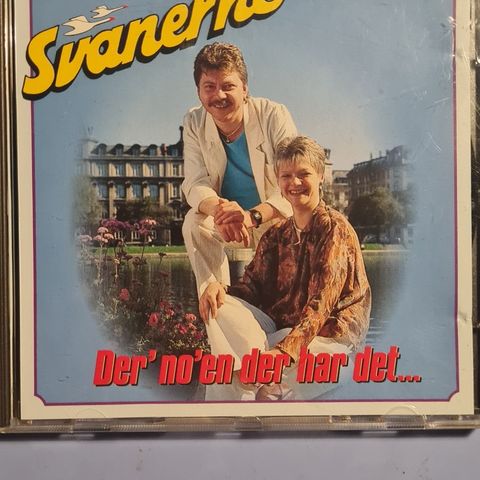 Svanerne
Der' no'en der har det...